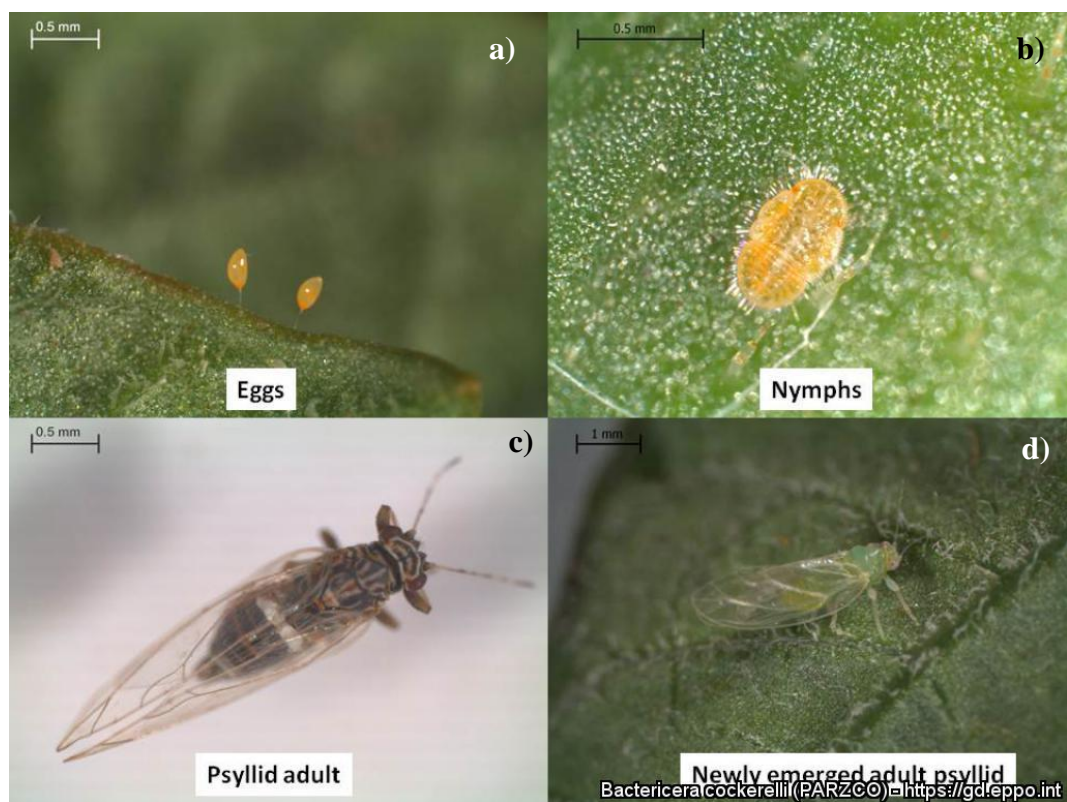 0.5 mm
a)
Eggs
0.5 mm
b)
Nymphs
0.5 mm
c)
Psyllid adult
1 mm
d)
Newly emerged adult psyllid
Bactericera cockerelli (PARZCO) - https://gd.eppo.int